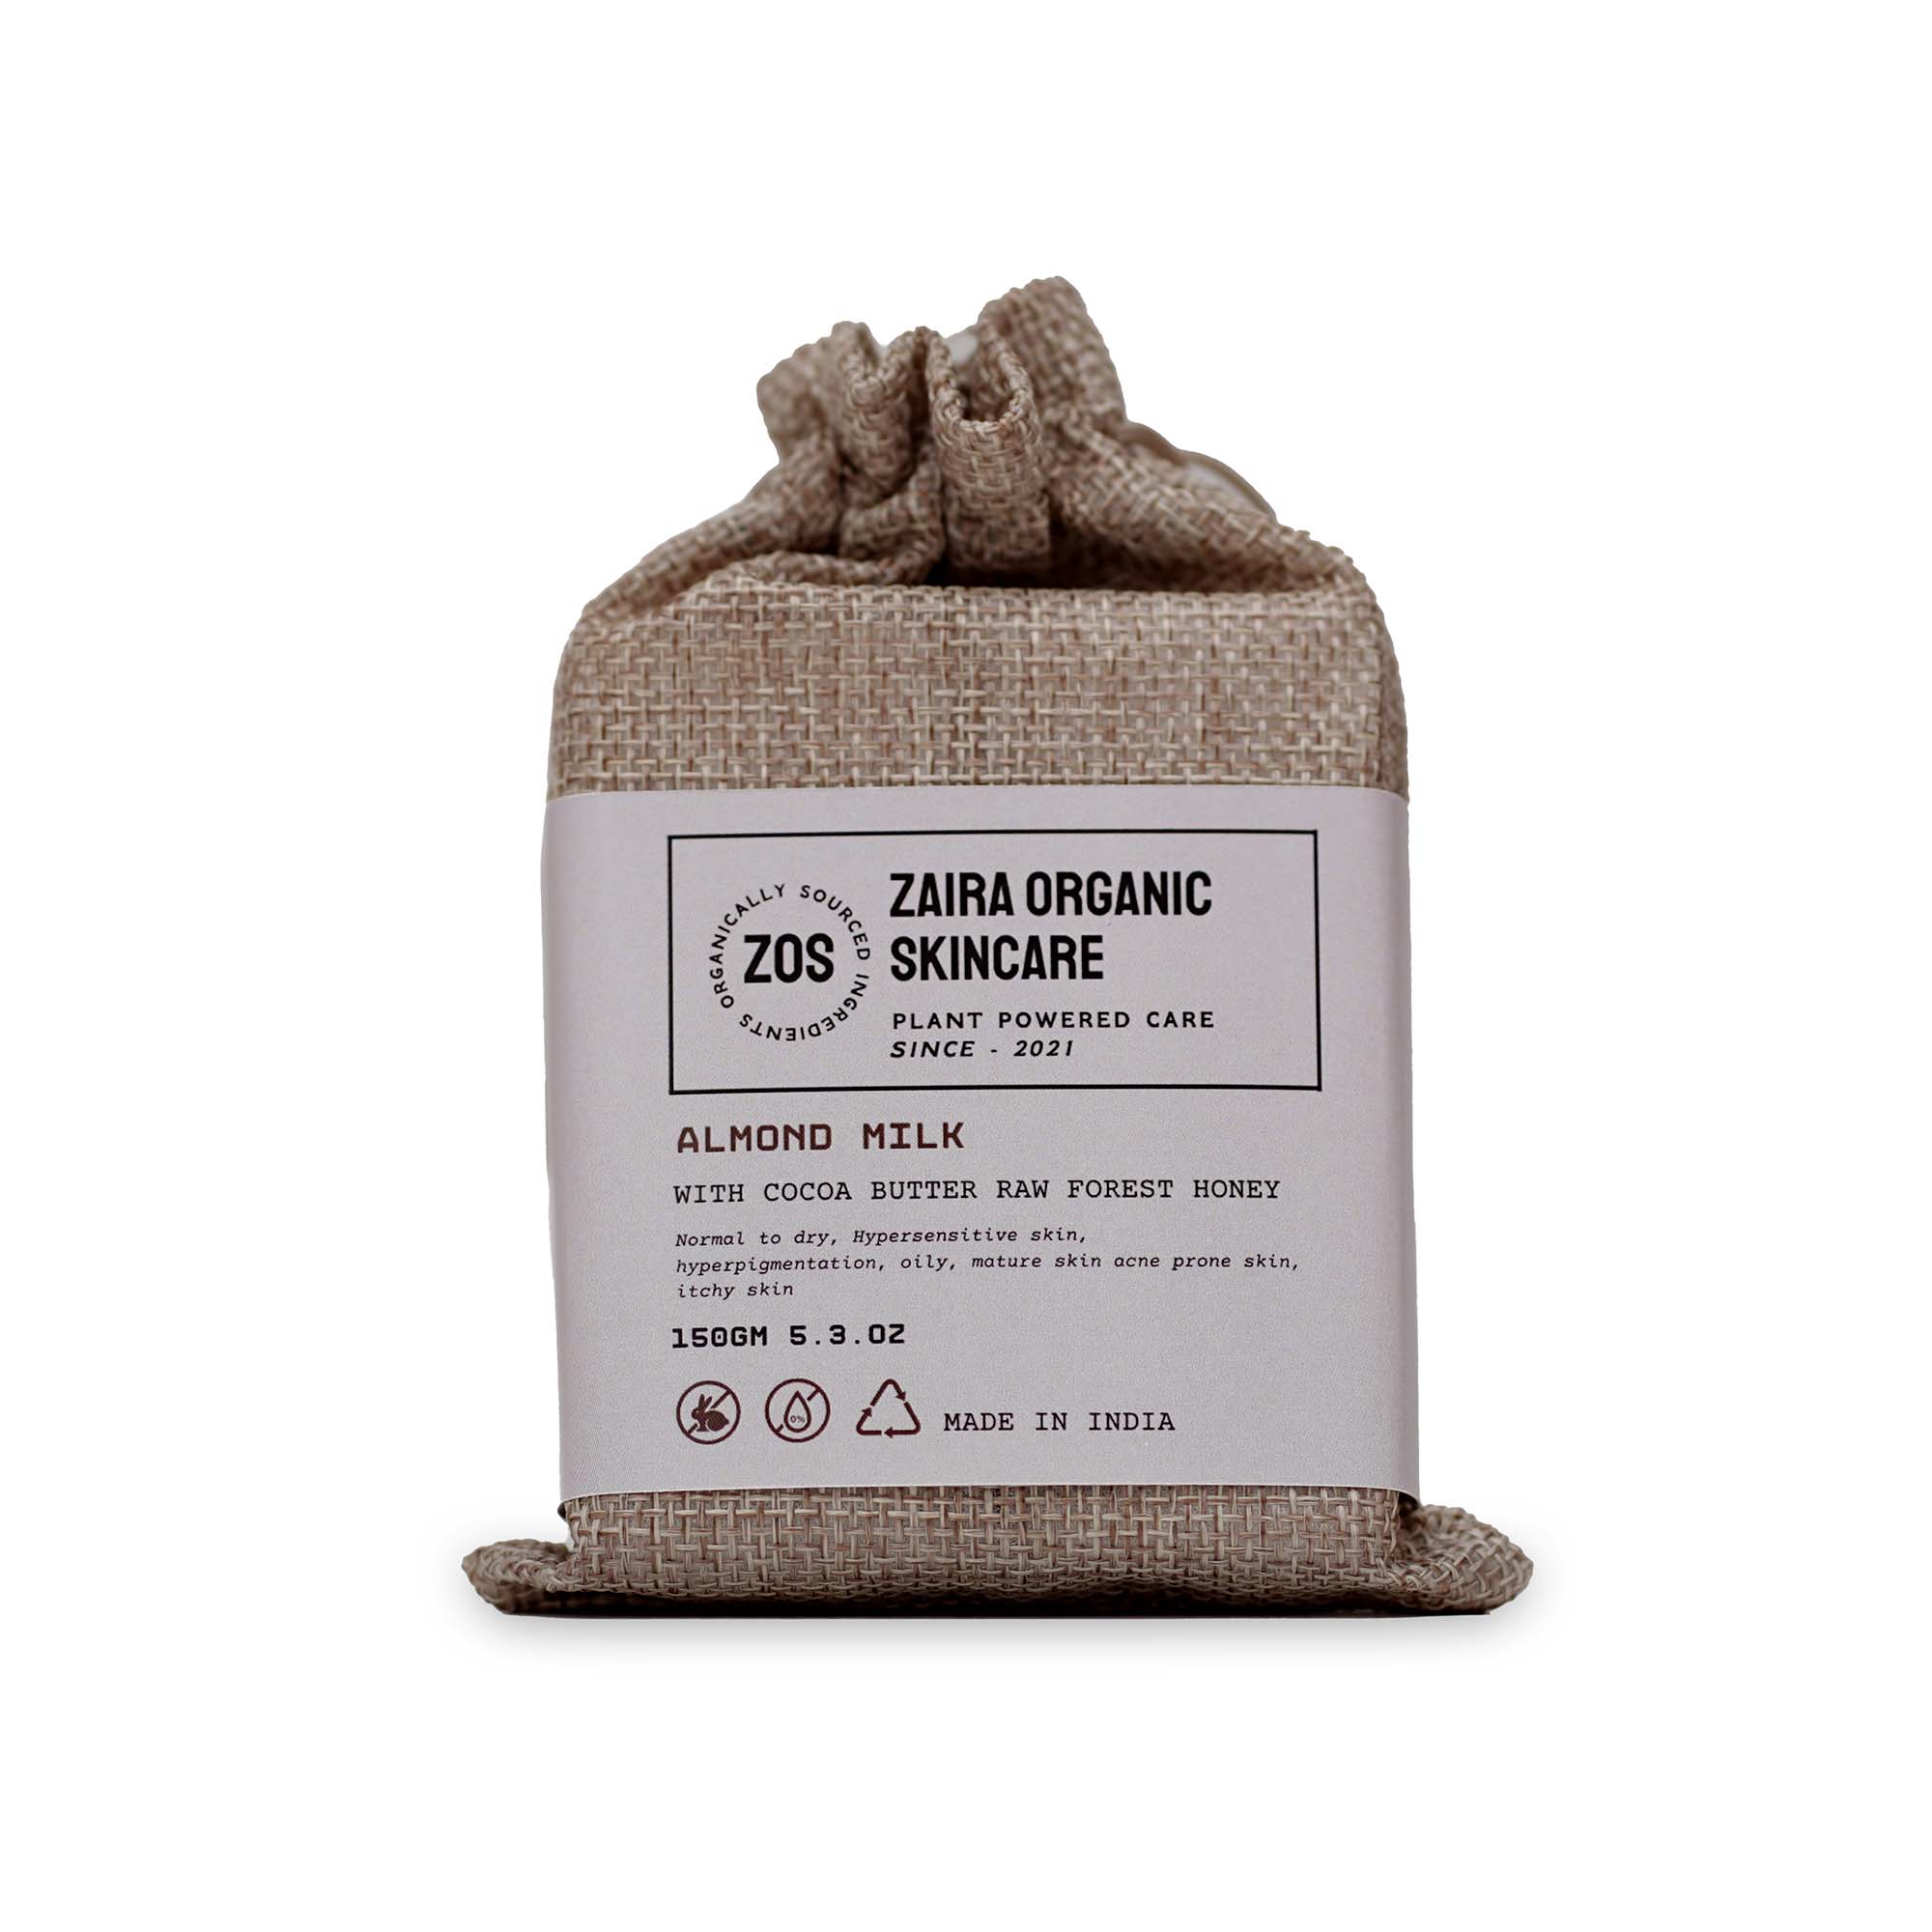 ORGANICALLY SOURCED INGREDIENTS
ZOS
ZAIRA ORGANIC
SKINCARE
PLANT POWERED CARE
SINCE - 2021
ALMOND MILK
WITH COCOA BUTTER RAW FOREST HONEY
Normal to dry, Hypersensitive skin,
hyperpigmentation, oily, mature skin acne prone skin,
itchy skin
150GM 5.3.OZ
0%
MADE IN INDIA